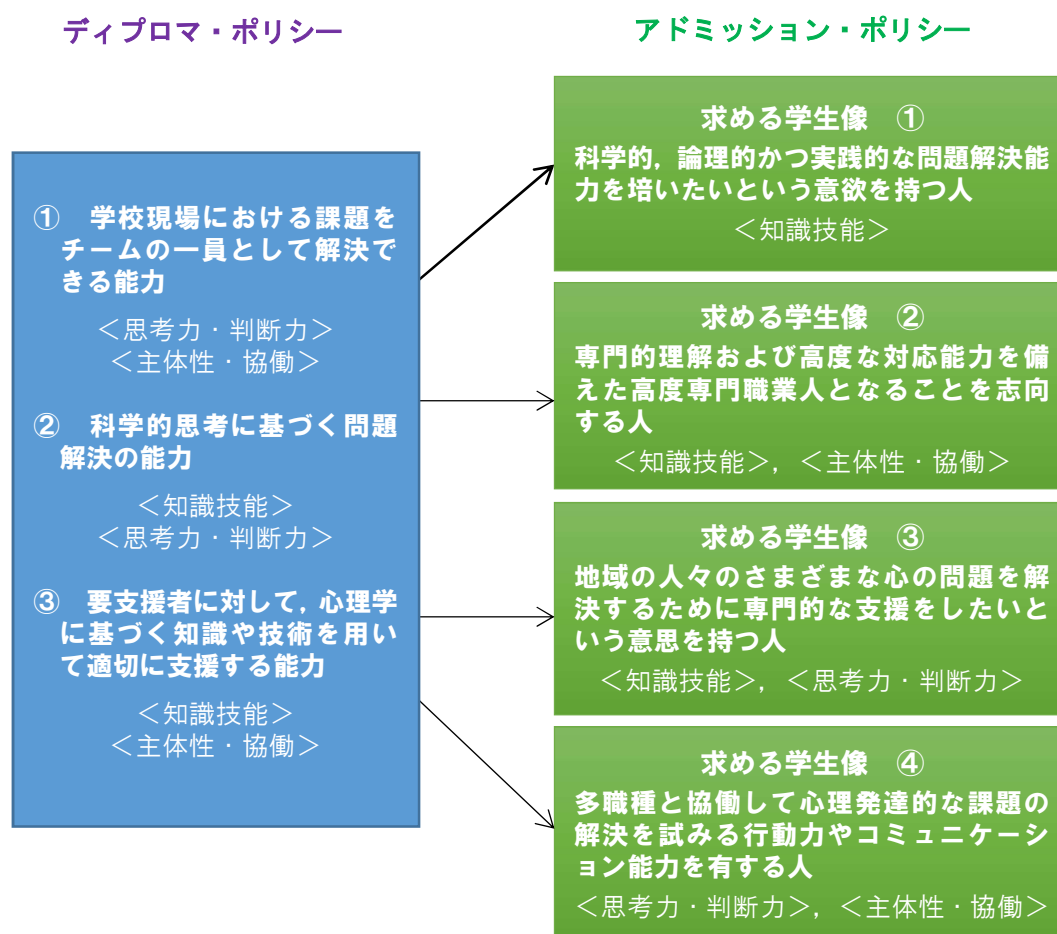 ディプロマ・ポリシー
① 学校現場における課題を
チームの一員として解決で
きる能力
＜思考力・判断力＞
＜主体性・協働＞
② 科学的思考に基づく問題
解決の能力
＜知識技能＞
＜思考力・判断力＞
③ 要支援者に対して，心理学
に基づく知識や技術を用い
て適切に支援する能力
＜知識技能＞
＜主体性・協働＞
アドミッション・ポリシー
求める学生像 ①
科学的，論理的かつ実践的な問題解決能
力を培いたいという意欲を持つ人
＜知識技能＞
求める学生像 ②
専門的理解および高度な対応能力を備
えた高度専門職業人となることを志向
する人
＜知識技能＞，＜主体性・協働＞
求める学生像 ③
地域の人々のさまざまな心の問題を解
決するために専門的な支援をしたいと
いう意思を持つ人
＜知識技能＞，＜思考力・判断力＞
求める学生像 ④
多職種と協働して心理発達的な課題の
解決を試みる行動力やコミュニケーシ
ョン能力を有する人
＜思考力・判断力＞，＜主体性・協働＞